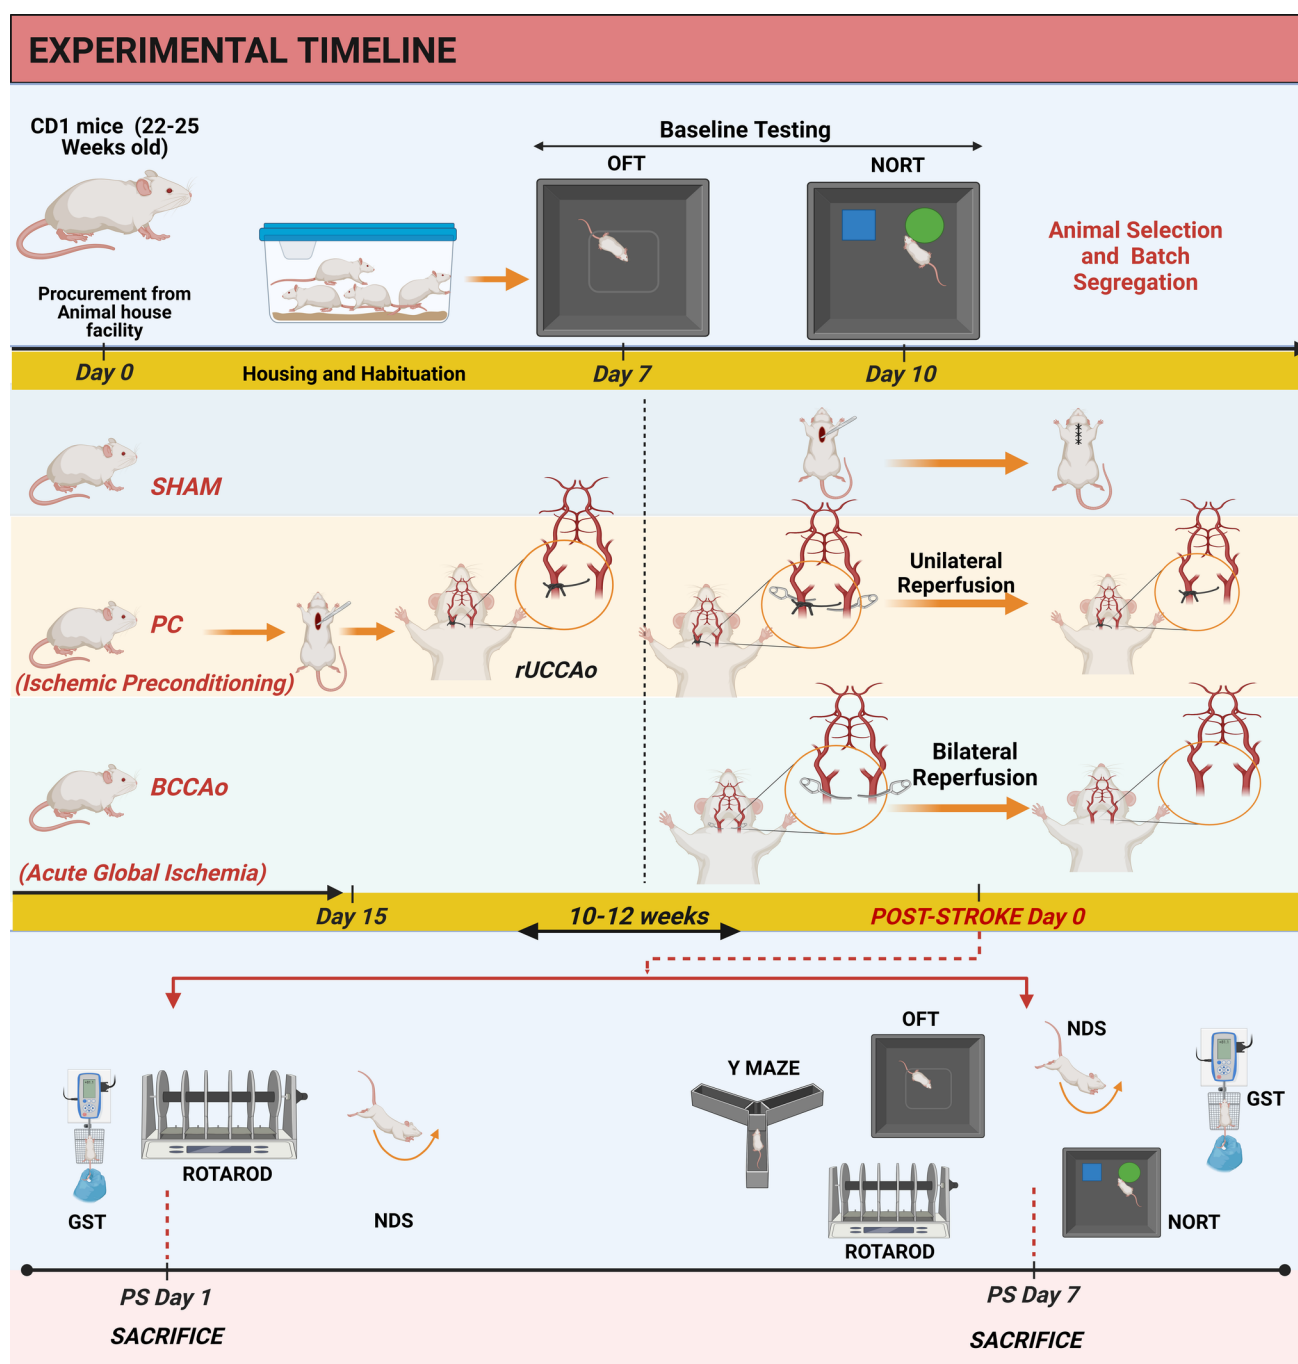 EXPERIMENTAL TIMELINE
CD1 mice (22-25
Weeks old)
Procurement from
Animal house
facility
Baseline Testing
OFT
NORT
Animal Selection
and Batch
Segregation
Day 0
Housing and Habituation
Day 7
Day 10
SHAM
PC
(Ischemic Preconditioning)
rUCCAo
Unilateral
Reperfusion
BCCAo
(Acute Global Ischemia)
Bilateral
Reperfusion
Day 15
10-12 weeks
POST-STROKE Day 0
GST
ROTAROD
NDS
Y MAZE
OFT
ROTAROD
NDS
NORT
GST
PS Day 1
SACRIFICE
PS Day 7
SACRIFICE